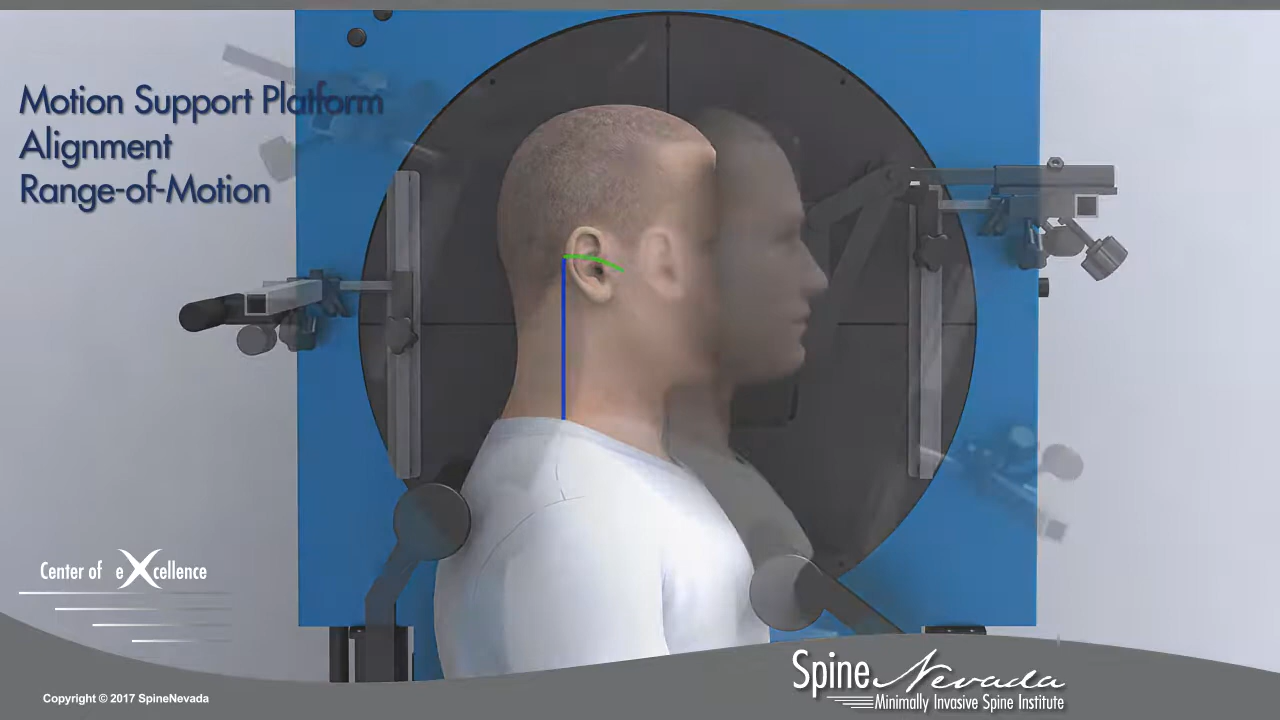 Motion Support Platform
Alignment
Range-of-Motion
Center of eXcellence
Copyright © 2017 SpineNevada
Spine Nevada
Minimally Invasive Spine Institute